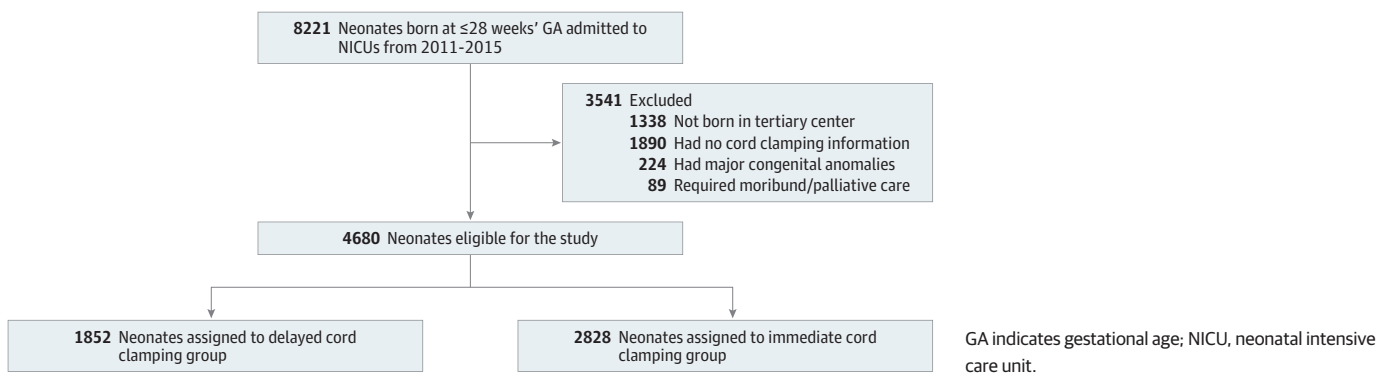 8221 Neonates born at ≤28 weeks' GA admitted to
NICUs from 2011-2015
3541 Excluded
1338 Not born in tertiary center
1890 Had no cord clamping information
224 Had major congenital anomalies
89 Required moribund/palliative care
4680 Neonates eligible for the study
1852 Neonates assigned to delayed cord
clamping group
2828 Neonates assigned to immediate cord
clamping group
GA indicates gestational age; NICU, neonatal intensive
care unit.